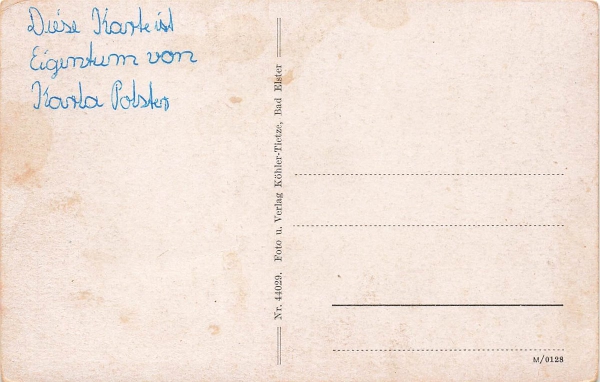 Diese Karte ist
Eigentum von
Karla Polster
Nr. 44029. Foto u. Verlag Köhler-Tietze, Bad Elster
M/0128